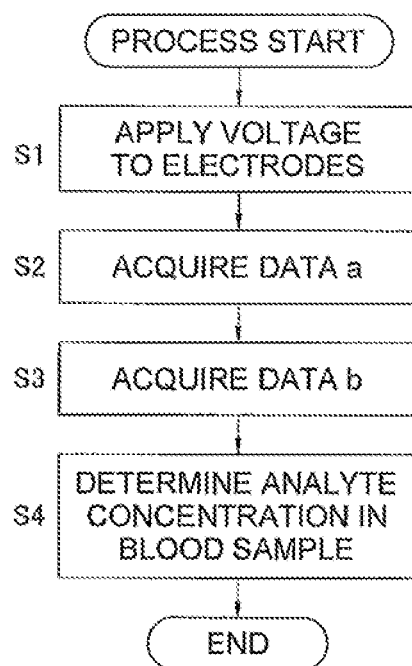 PROCESS START
S1
APPLY VOLTAGE
TO ELECTRODES
S2
ACQUIRE DATA a
S3
ACQUIRE DATA b
S4
DETERMINE ANALYTE
CONCENTRATION IN
BLOOD SAMPLE
END